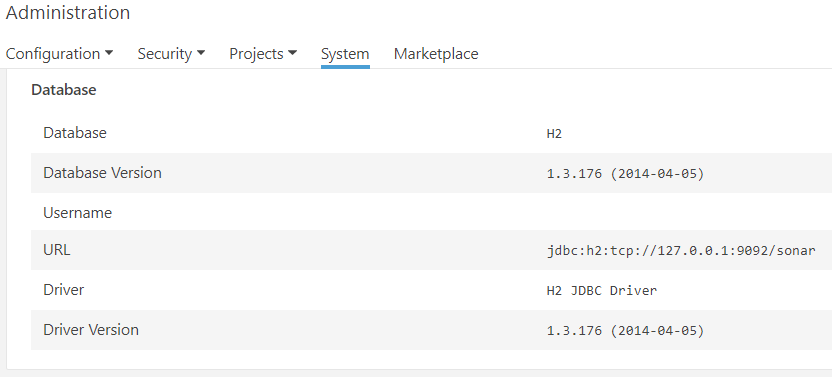 Administration
Configuration Security Projects System Marketplace
Database
Database H2
Database Version 1.3.176 (2014-04-05)
Username
URL jdbc:h2:tcp://127.0.0.1:9092/sonar
Driver H2 JDBC Driver
Driver Version 1.3.176 (2014-04-05)